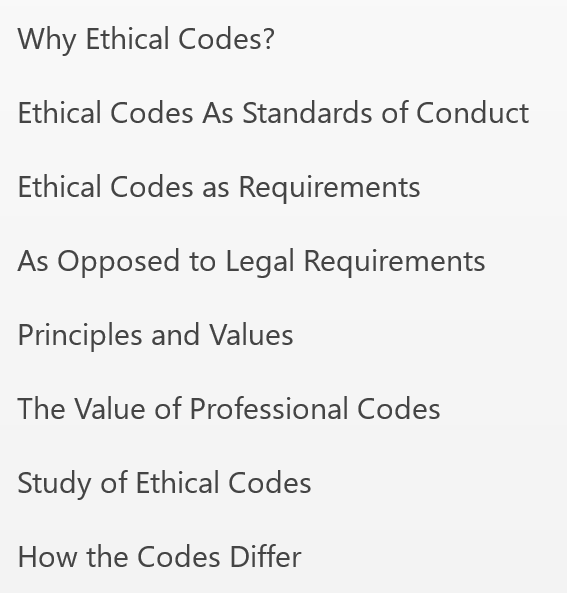 Why Ethical Codes?
Ethical Codes As Standards of Conduct
Ethical Codes as Requirements
As Opposed to Legal Requirements
Principles and Values
The Value of Professional Codes
Study of Ethical Codes
How the Codes Differ